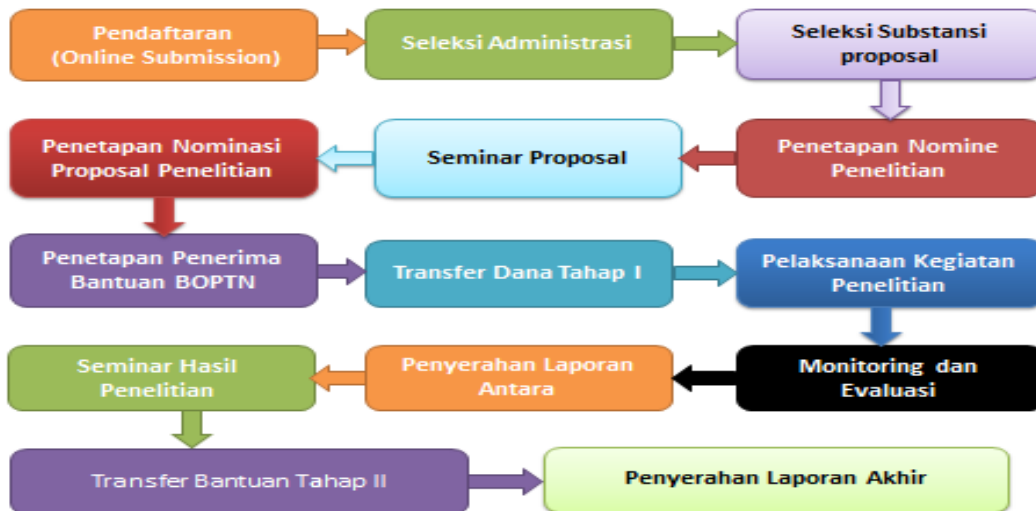 Pendaftaran
(Online Submission)
Seleksi Administrasi
Seleksi Substansi
proposal
Penetapan Nomine
Penelitian
Seminar Proposal
Penetapan Nominasi
Proposal Penelitian
Penetapan Penerima
Bantuan BOPTN
Transfer Dana Tahap I
Pelaksanaan Kegiatan
Penelitian
Monitoring dan
Evaluasi
Penyerahan Laporan
Antara
Seminar Hasil
Penelitian
Transfer Bantuan Tahap II
Penyerahan Laporan Akhir